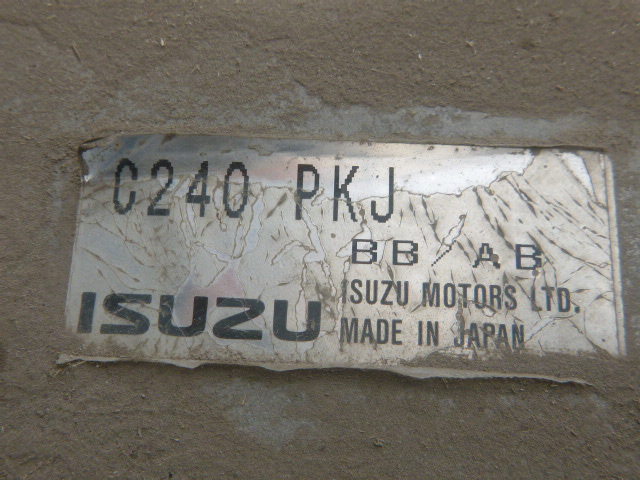 C240 PKJ
BB/AB
ISUZU
ISUZU MOTORS LTD.
MADE IN JAPAN